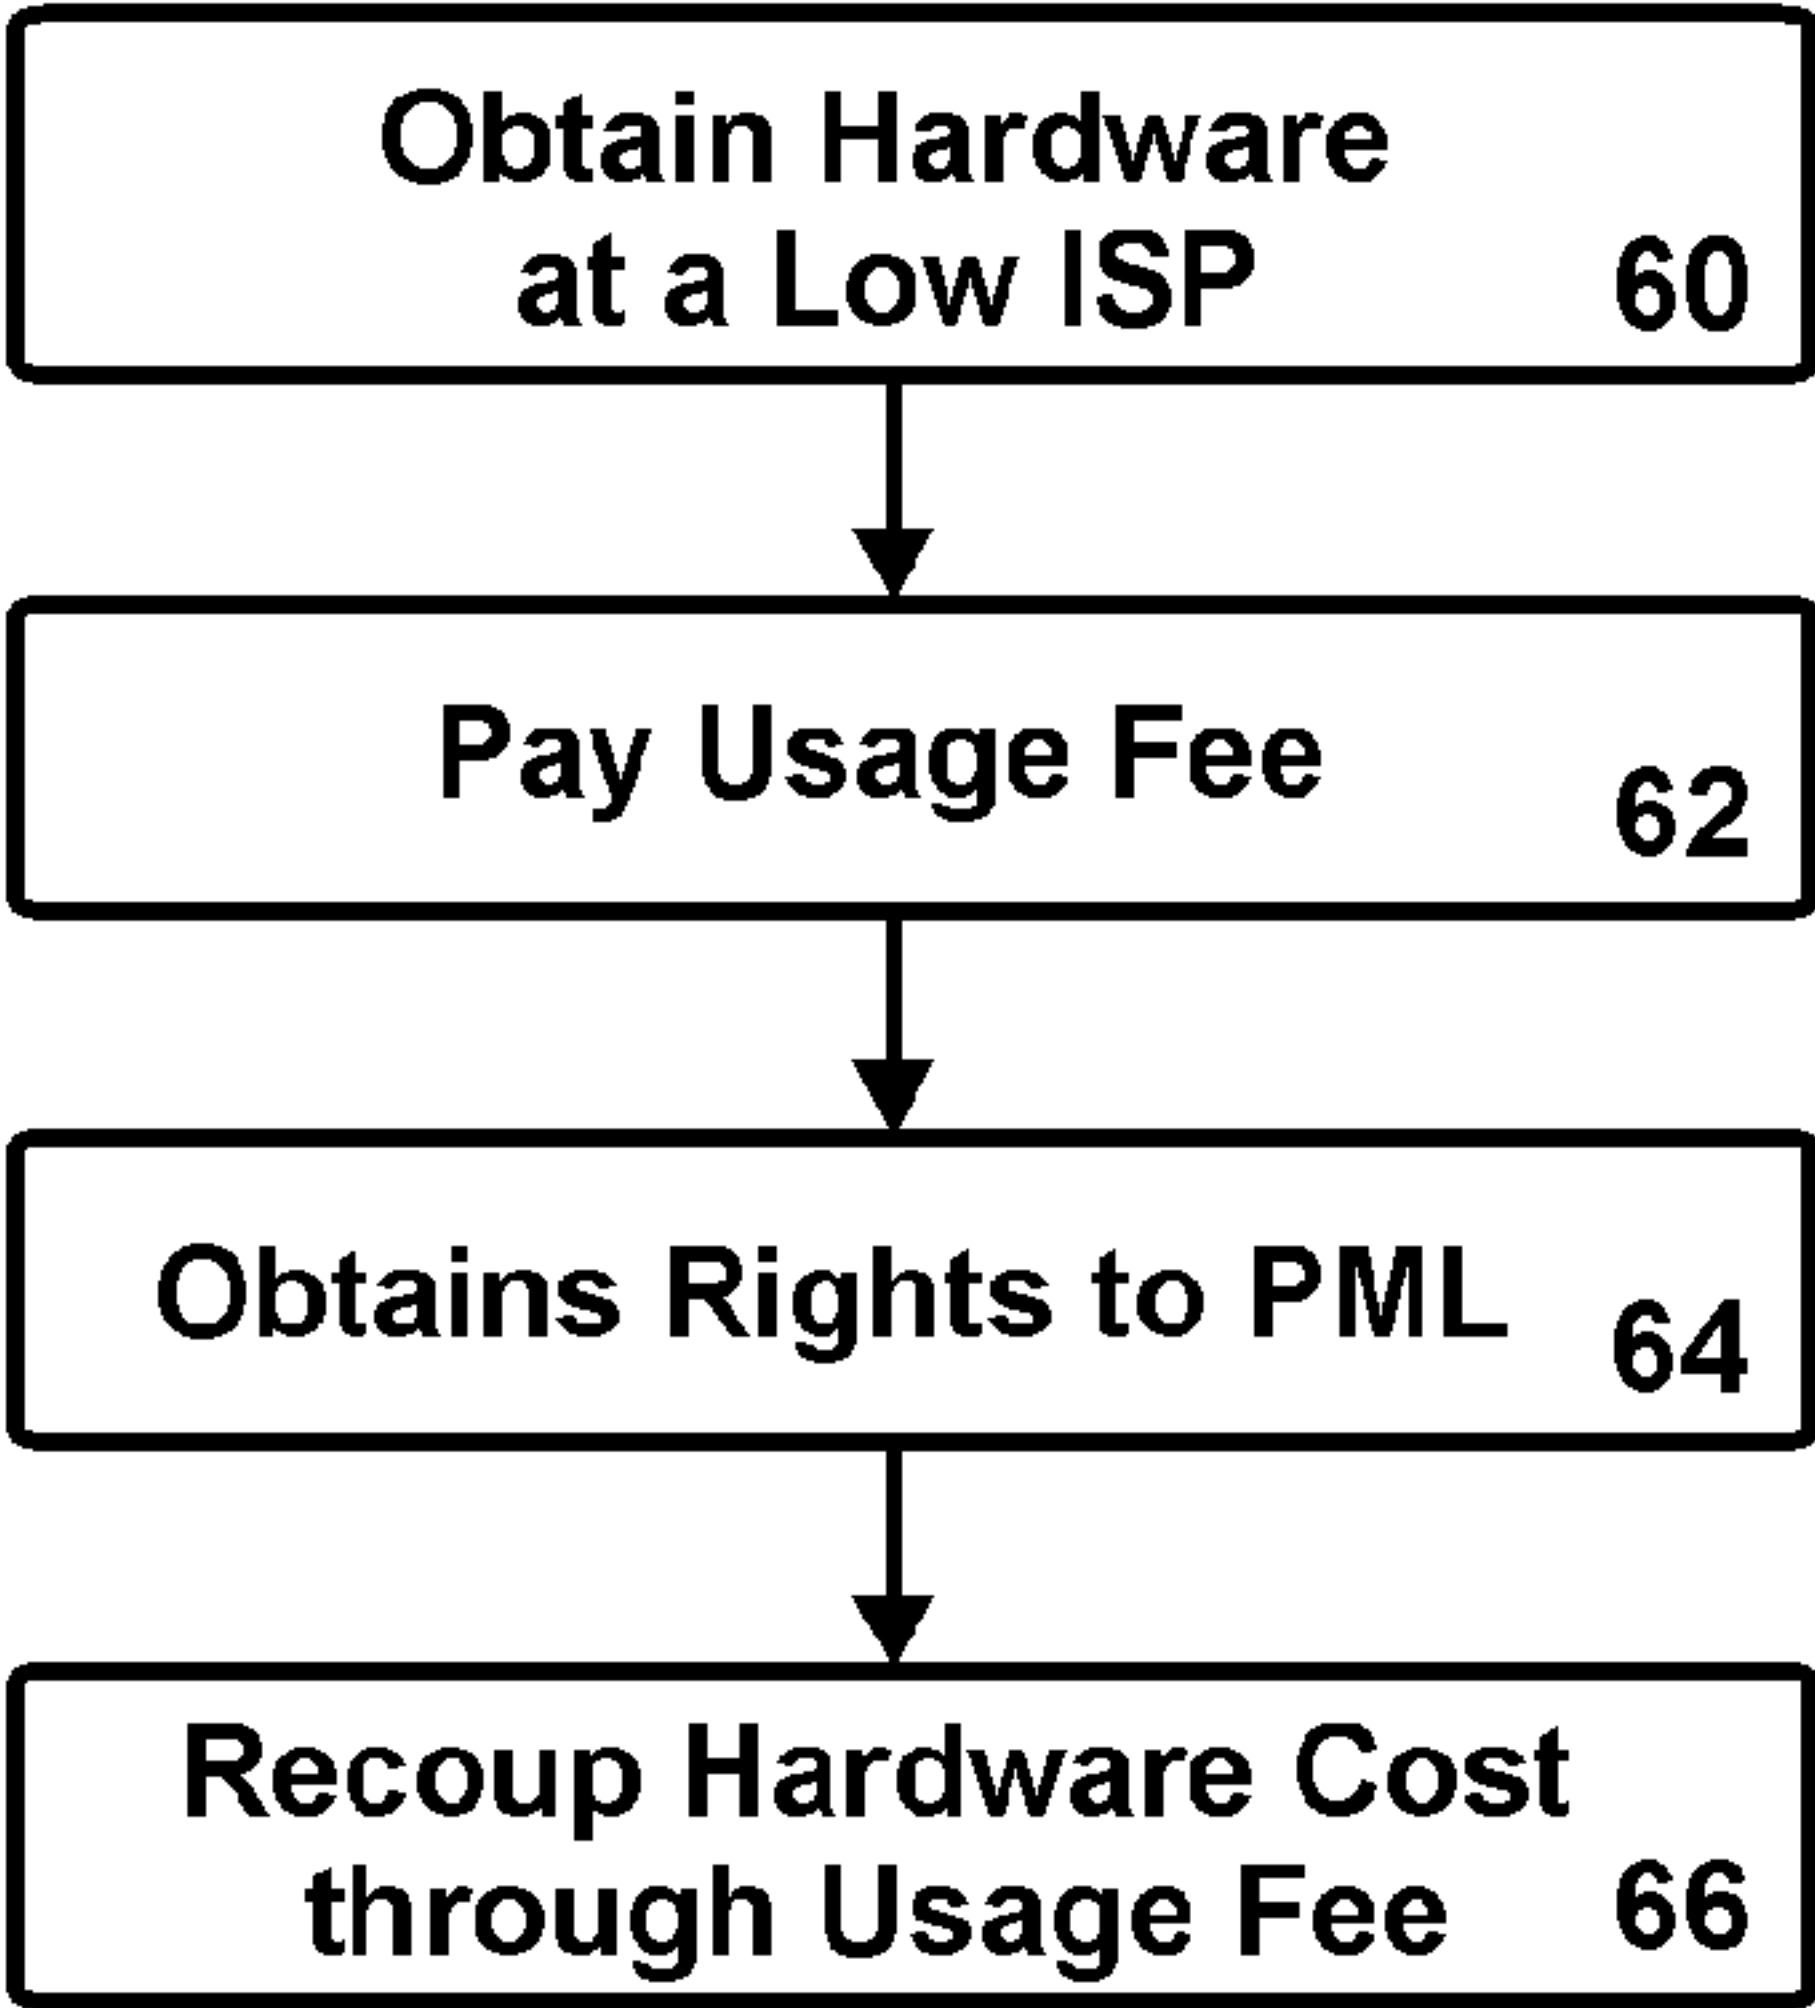 Obtain Hardware
at a Low ISP 60
Pay Usage Fee
62
Obtains Rights to PML
64
Recoup Hardware Cost
through Usage Fee 66